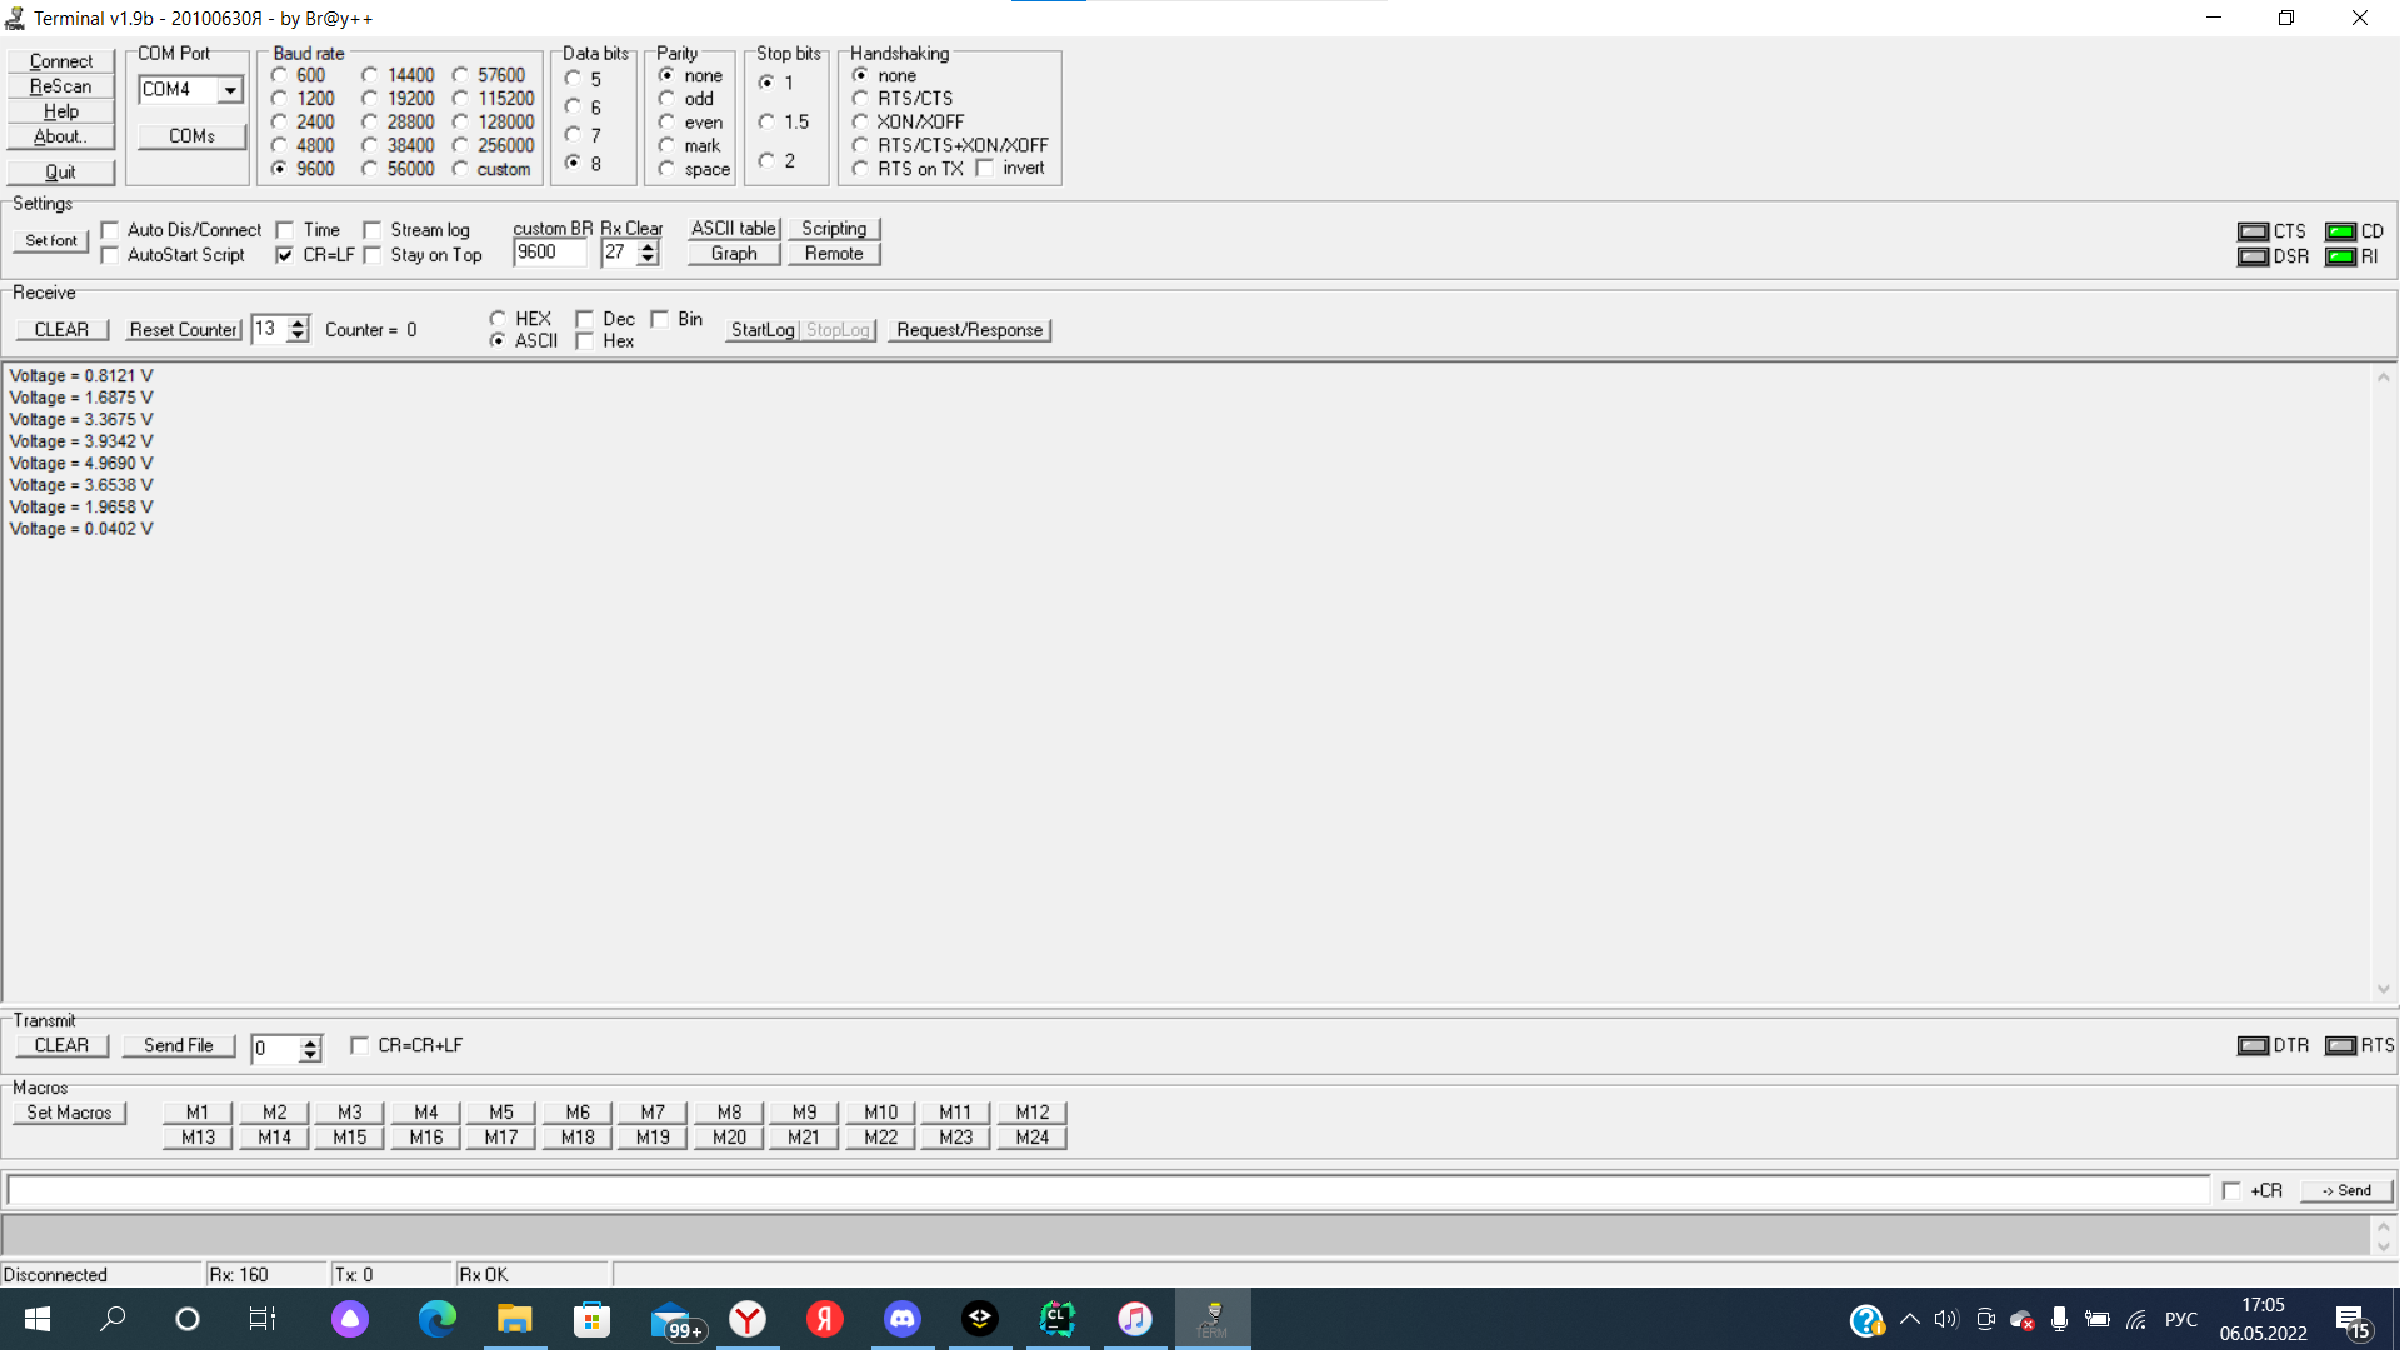 Terminal v1.9b - 20100630Я - by Br@y++
Connect
ReScan
Help
About..
Quit
COM Port
COM4
COMs
Baud rate
600 14400 57600
1200 19200 115200
2400 28800 128000
4800 38400 256000
9600 56000 custom
Data bits
5
6
7
8
Parity
none
odd
even
mark
space
Stop bits
1
1.5
2
Handshaking
none
RTS/CTS
XON/XOFF
RTS/CTS+XON/XOFF
RTS on TX invert
Settings
Set font
Auto Dis/Connect Time Stream log
AutoStart Script CR=LF Stay on Top
custom BR Rx Clear
9600 27
ASCII table Scripting
Graph Remote
CTS CD
DSR RI
Receive
CLEAR Reset Counter 13 Counter = 0
HEX Dec Bin
ASCII Hex
StartLog StopLog Request/Response
Voltage = 0.8121 V
Voltage = 1.6875 V
Voltage = 3.3675 V
Voltage = 3.9342 V
Voltage = 4.9690 V
Voltage = 3.6538 V
Voltage = 1.9658 V
Voltage = 0.0402 V
Transmit
CLEAR Send File 0 CR=CR+LF DTR RTS
Macros
Set Macros
M1 M2 M3 M4 M5 M6 M7 M8 M9 M10 M11 M12
M13 M14 M15 M16 M17 M18 M19 M20 M21 M22 M23 M24
+CR -> Send
Disconnected Rx: 160 Tx: 0 Rx OK
99+
Я
CL
TERM
РУС
17:05
06.05.2022
15